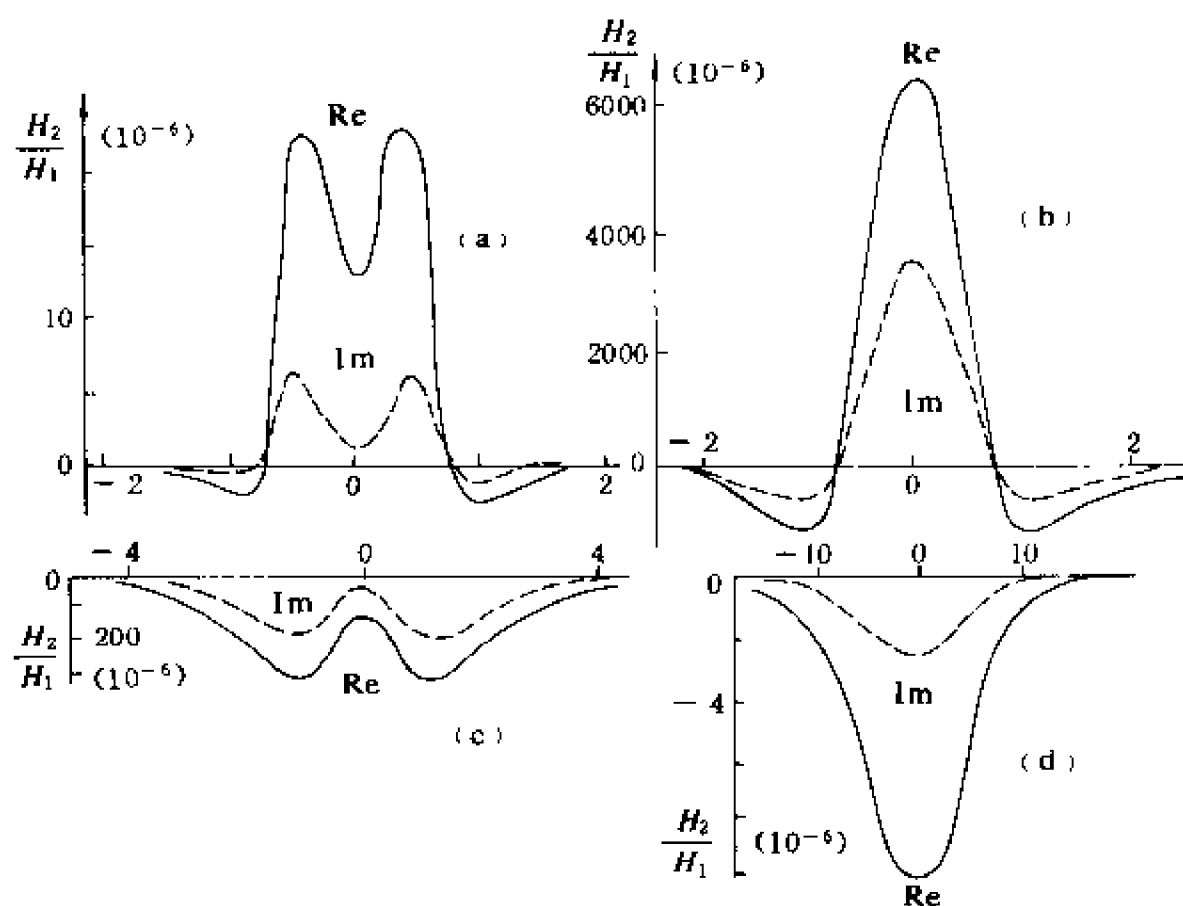 H₂/H₁ (10⁻⁶)
Re
(a)
10
Im
0
−2 0 2
H₂/H₁ (10⁻⁶)
Re
6000
(b)
4000
2000
Im
−2 2
0
0
−4 0 4
0
Im
200
H₂/H₁ (10⁻⁶)
Re
(c)
−10 0 10
0
Im
−4
(d)
H₂/H₁ (10⁻⁶)
Re